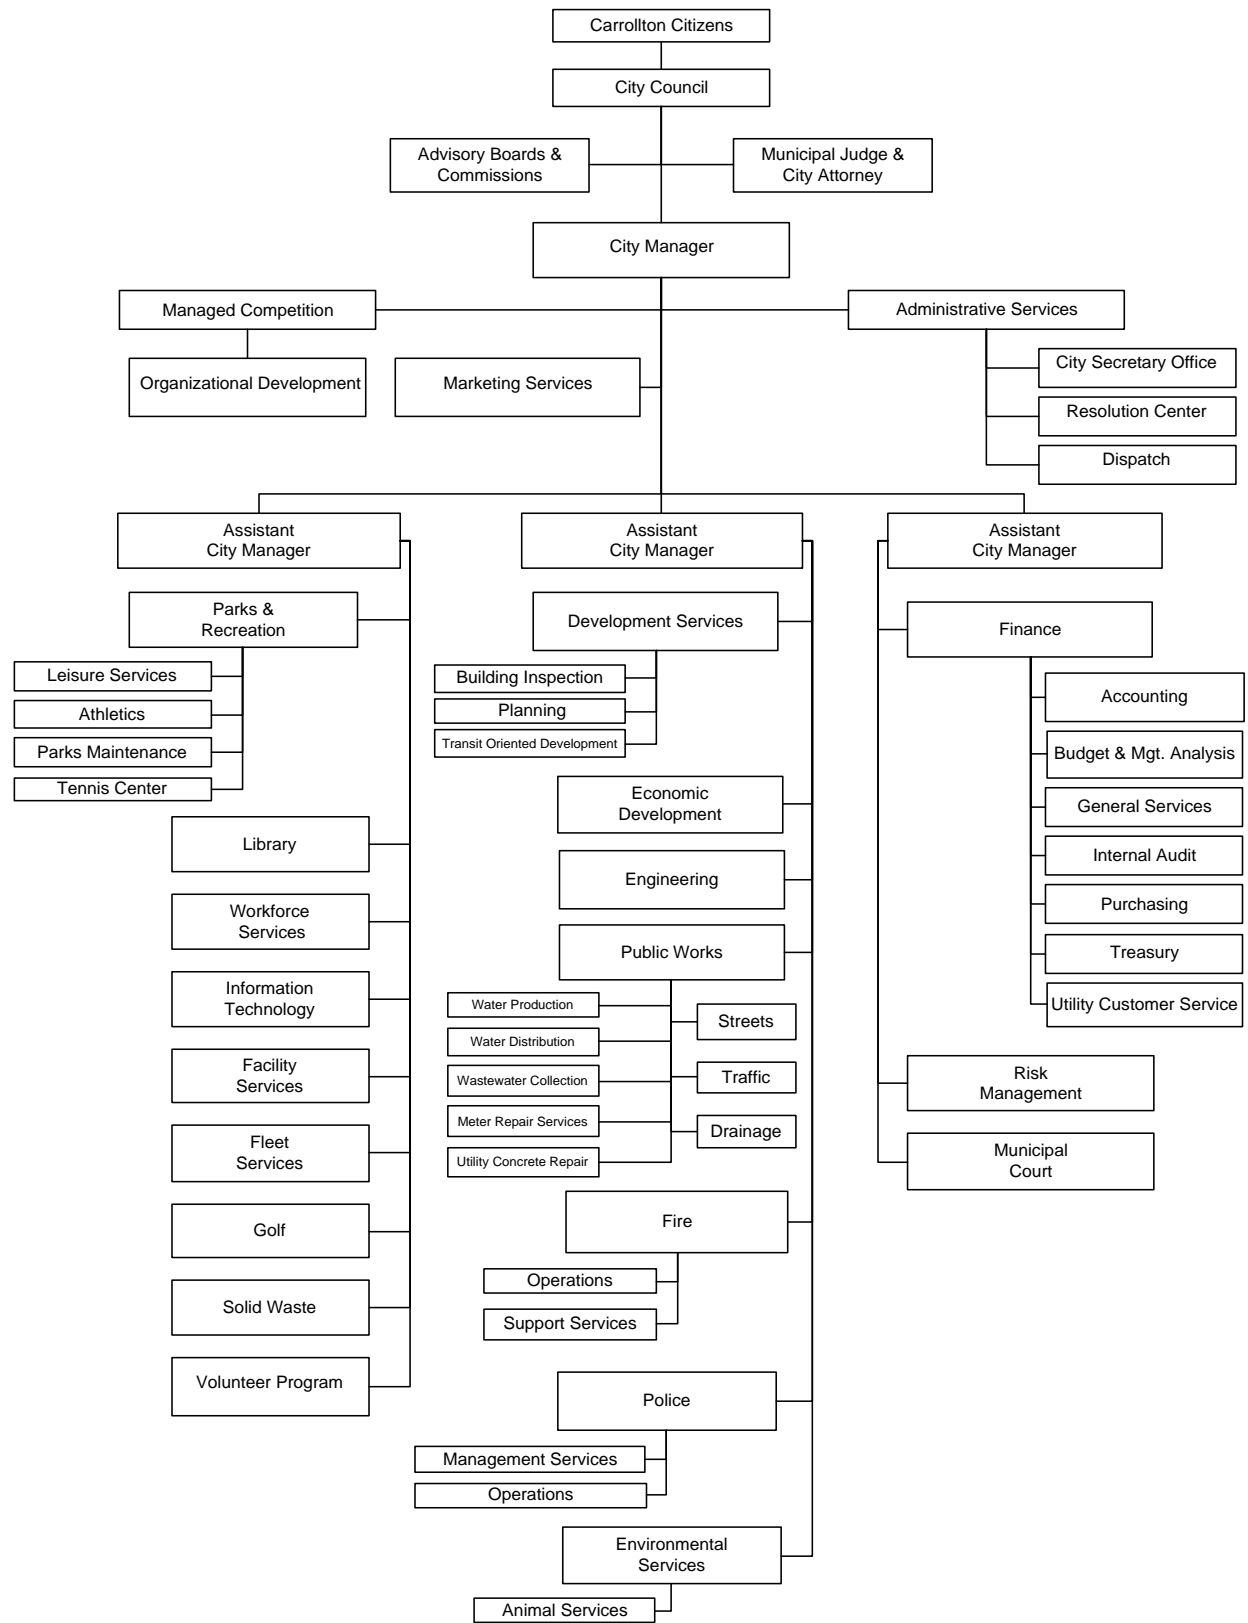 Carrollton Citizens
City Council
Advisory Boards &
Commissions
Municipal Judge &
City Attorney
City Manager
Managed Competition
Administrative Services
Organizational Development
Marketing Services
City Secretary Office
Resolution Center
Dispatch
Assistant
City Manager
Assistant
City Manager
Assistant
City Manager
Parks &
Recreation
Leisure Services
Athletics
Parks Maintenance
Tennis Center
Library
Workforce
Services
Information
Technology
Facility
Services
Fleet
Services
Golf
Solid Waste
Volunteer Program
Development Services
Building Inspection
Planning
Transit Oriented Development
Economic
Development
Engineering
Public Works
Water Production
Water Distribution
Wastewater Collection
Meter Repair Services
Utility Concrete Repair
Streets
Traffic
Drainage
Fire
Operations
Support Services
Police
Management Services
Operations
Environmental
Services
Animal Services
Finance
Accounting
Budget & Mgt. Analysis
General Services
Internal Audit
Purchasing
Treasury
Utility Customer Service
Risk
Management
Municipal
Court